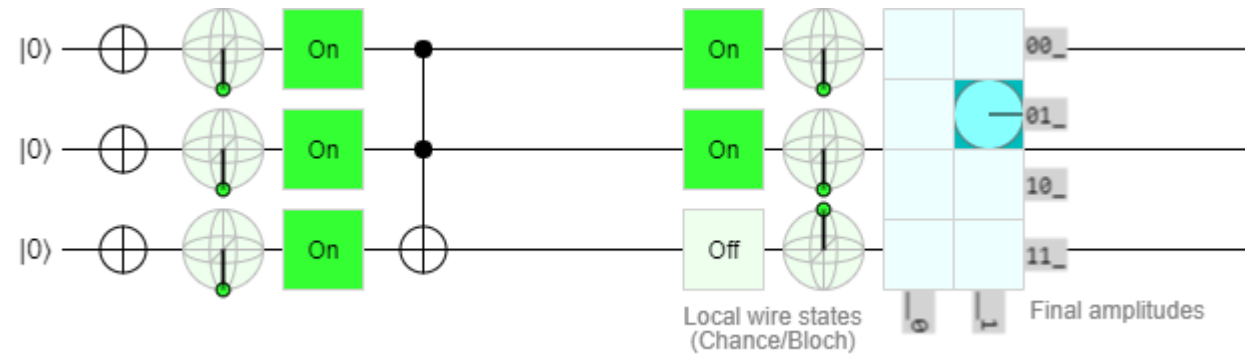 |0⟩ On On 00_
01_
|0⟩ On On
10_
|0⟩ On Off 11_
Local wire states
(Chance/Bloch)
_0 _1
Final amplitudes